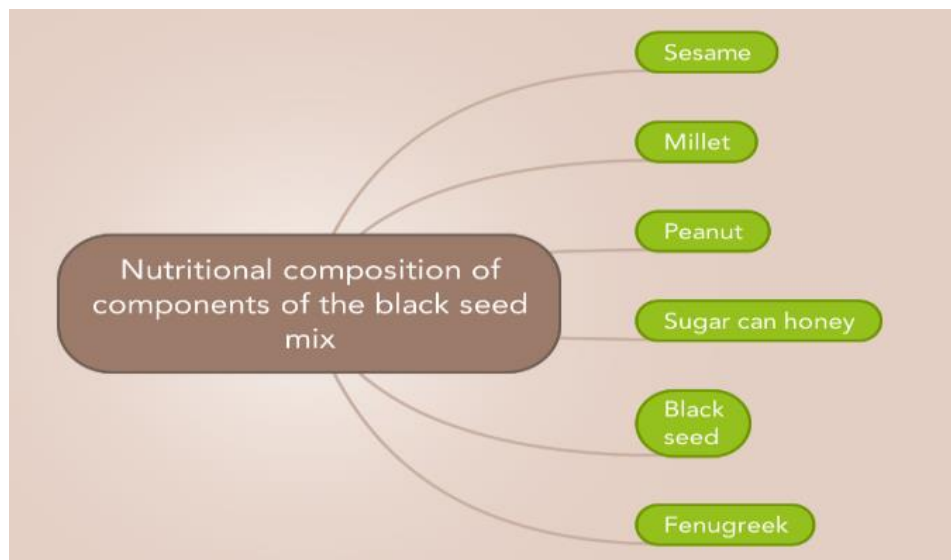 Sesame
Millet
Peanut
Nutritional composition of
components of the black seed
mix
Sugar can honey
Black
seed
Fenugreek